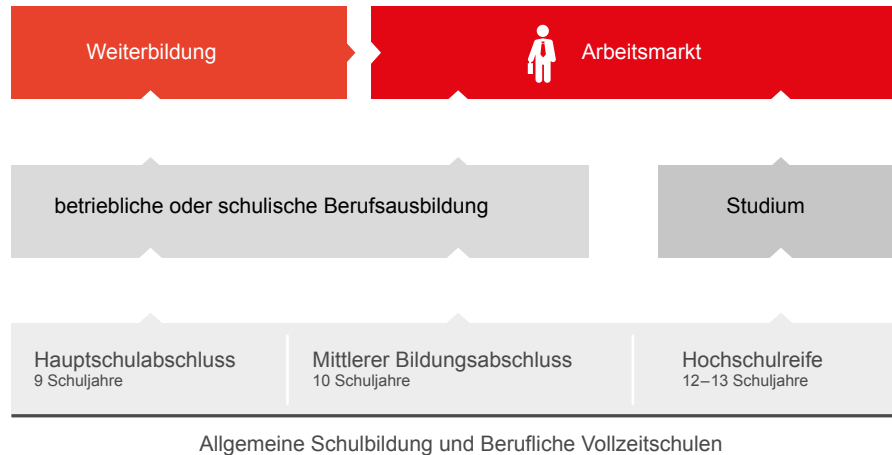 Weiterbildung
Arbeitsmarkt
betriebliche oder schulische Berufsausbildung
Studium
Hauptschulabschluss
9 Schuljahre
Mittlerer Bildungsabschluss
10 Schuljahre
Hochschulreife
12–13 Schuljahre
Allgemeine Schulbildung und Berufliche Vollzeitschulen